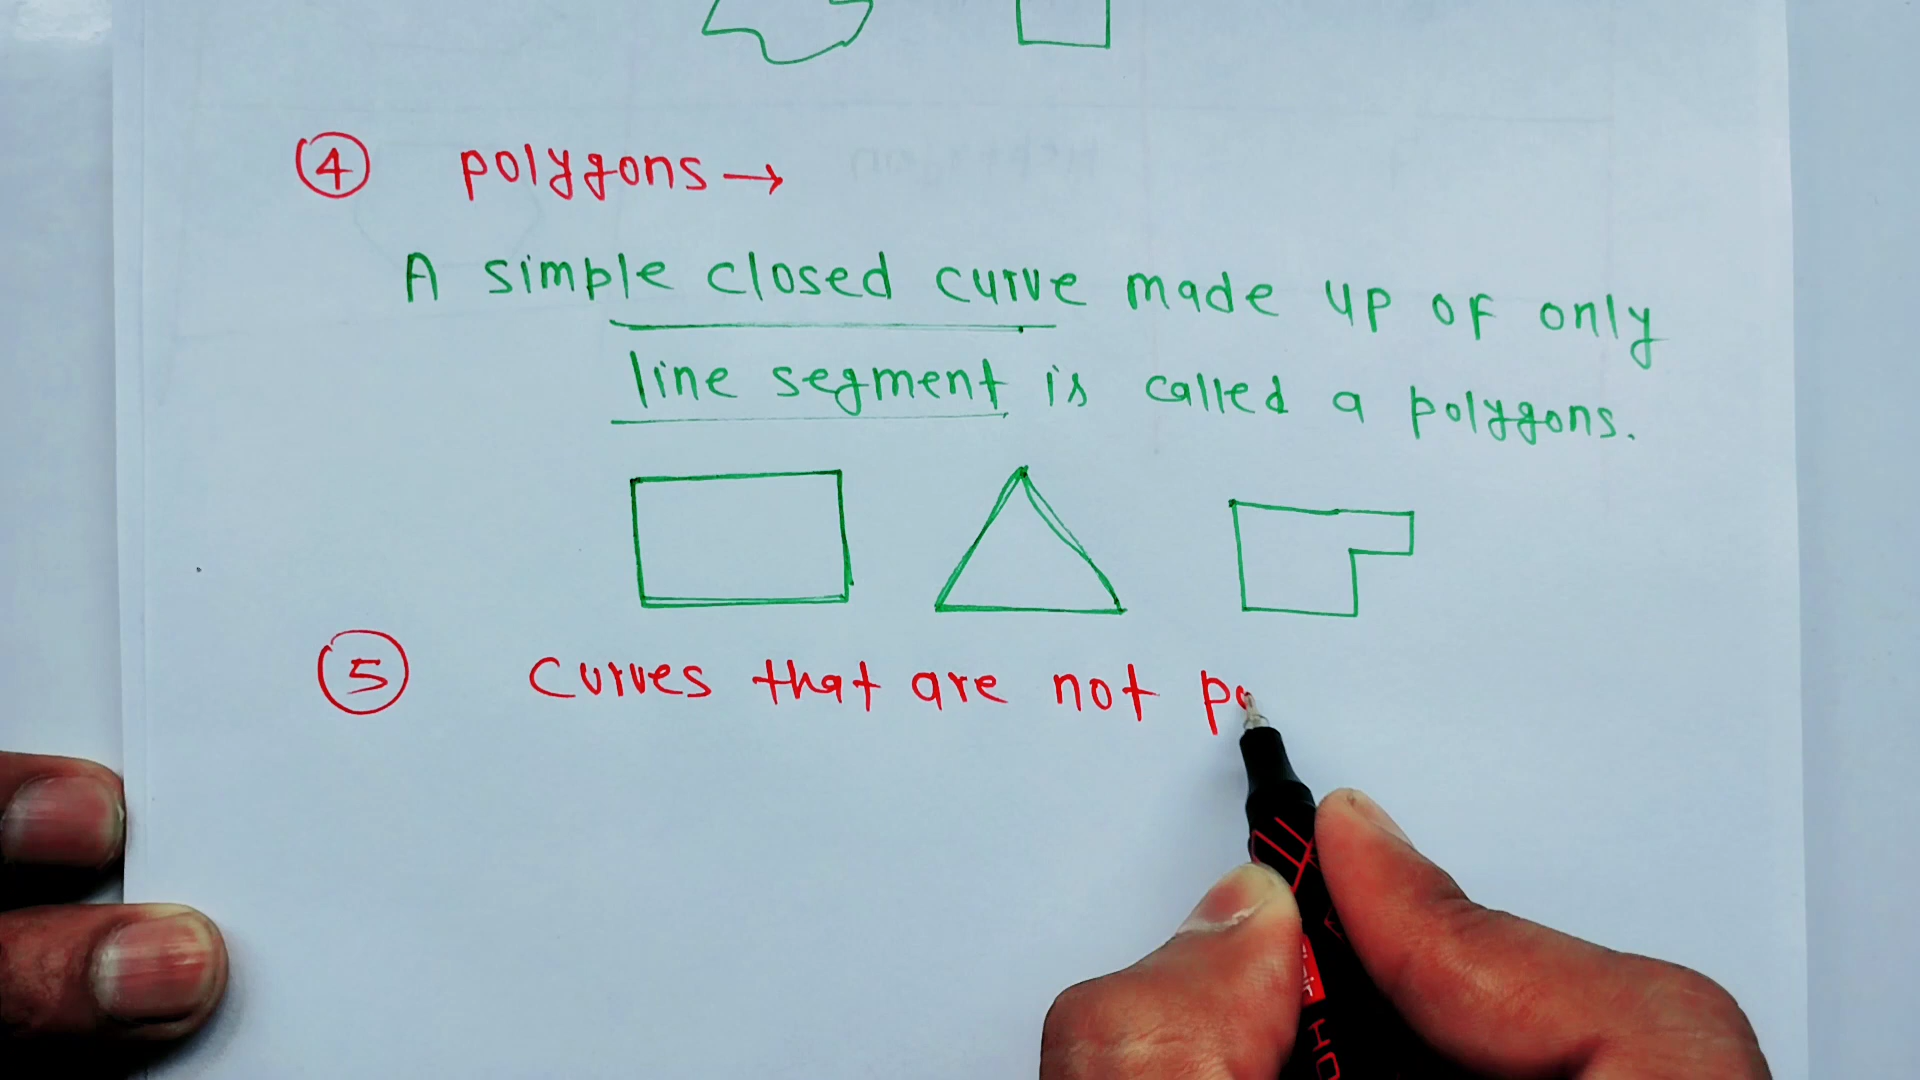 4 polygons →
A simple closed curve made up of only
line segment is called a polygons.
5 Curves that are not po